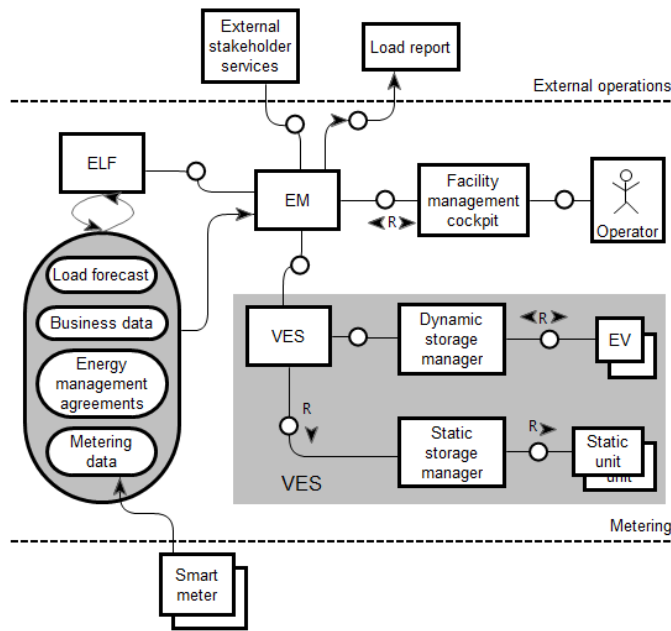 External
stakeholder
services
Load report
External operations
ELF
EM
Facility
management
cockpit
R
Operator
Load forecast
Business data
Energy
management
agreements
Metering
data
VES
Dynamic
storage
manager
R
EV
R
Static
storage
manager
R
Static
unit
unit
VES
Metering
Smart
meter